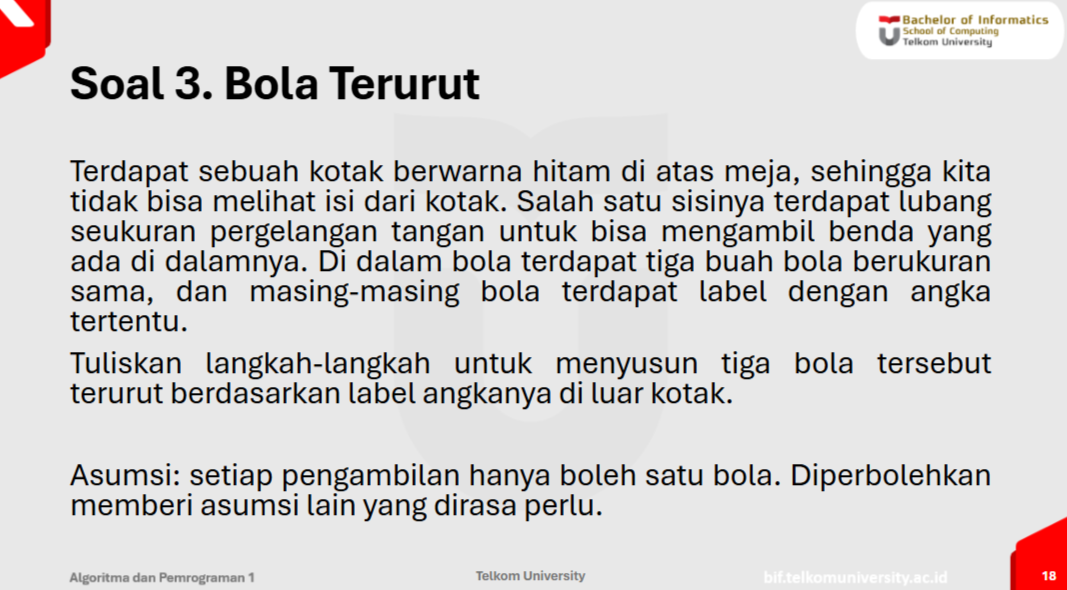 Bachelor of Informatics
School of Computing
Telkom University
Soal 3. Bola Terurut
Terdapat sebuah kotak berwarna hitam di atas meja, sehingga kita
tidak bisa melihat isi dari kotak. Salah satu sisinya terdapat lubang
seukuran pergelangan tangan untuk bisa mengambil benda yang
ada di dalamnya. Di dalam bola terdapat tiga buah bola berukuran
sama, dan masing-masing bola terdapat label dengan angka
tertentu.
Tuliskan langkah-langkah untuk menyusun tiga bola tersebut
terurut berdasarkan label angkanya di luar kotak.
Asumsi: setiap pengambilan hanya boleh satu bola. Diperbolehkan
memberi asumsi lain yang dirasa perlu.
Algoritma dan Pemrograman 1
Telkom University
bif.telkomuniversity.ac.id
18